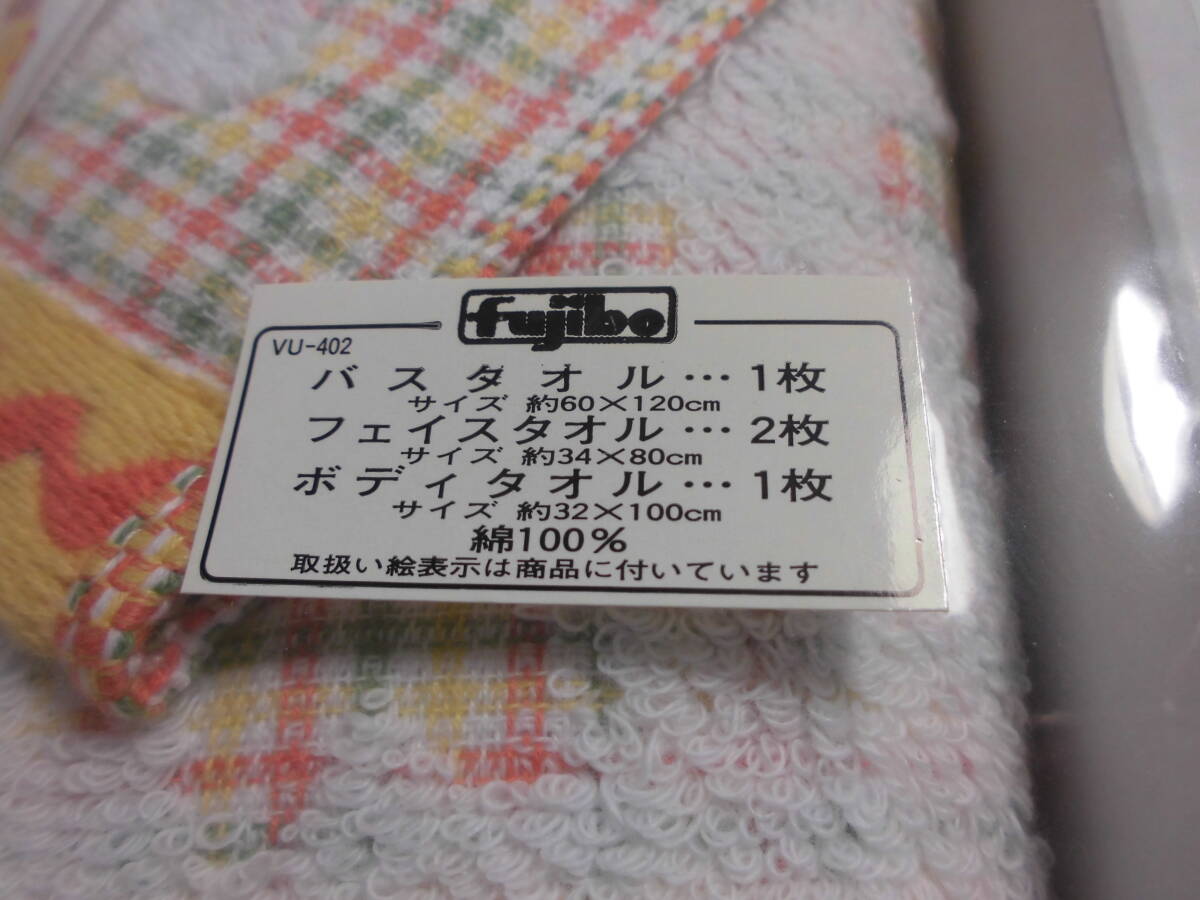 fujibo
VU-402
バスタオル…1枚
サイズ 約60×120cm
フェイスタオル…2枚
サイズ 約34×80cm
ボディタオル…1枚
サイズ 約32×100cm
綿100%
取扱い絵表示は商品に付いています